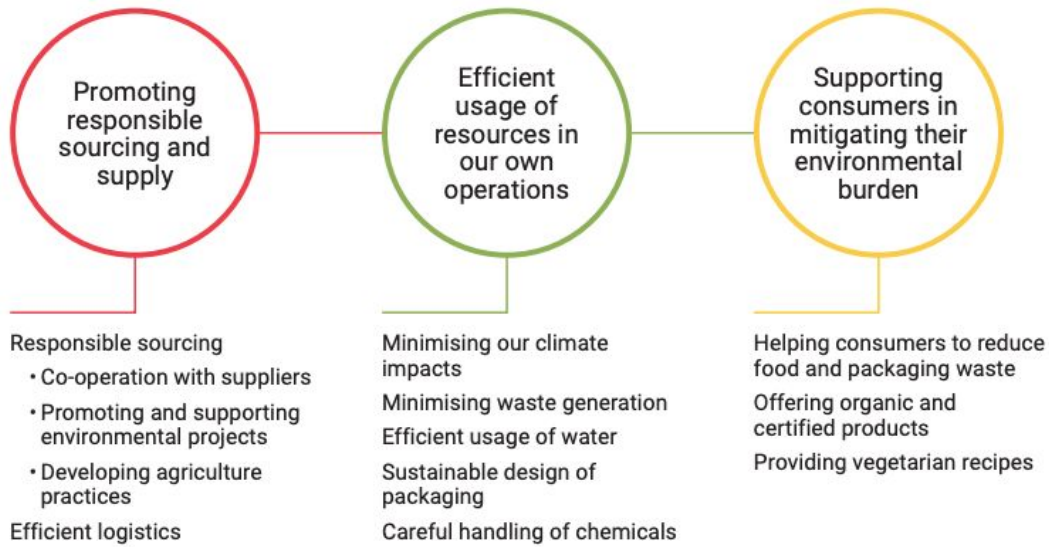 Promoting
responsible
sourcing and
supply
Efficient
usage of
resources in
our own
operations
Supporting
consumers in
mitigating their
environmental
burden
Responsible sourcing
• Co-operation with suppliers
• Promoting and supporting
environmental projects
• Developing agriculture
practices
Efficient logistics
Minimising our climate
impacts
Minimising waste generation
Efficient usage of water
Sustainable design of
packaging
Careful handling of chemicals
Helping consumers to reduce
food and packaging waste
Offering organic and
certified products
Providing vegetarian recipes